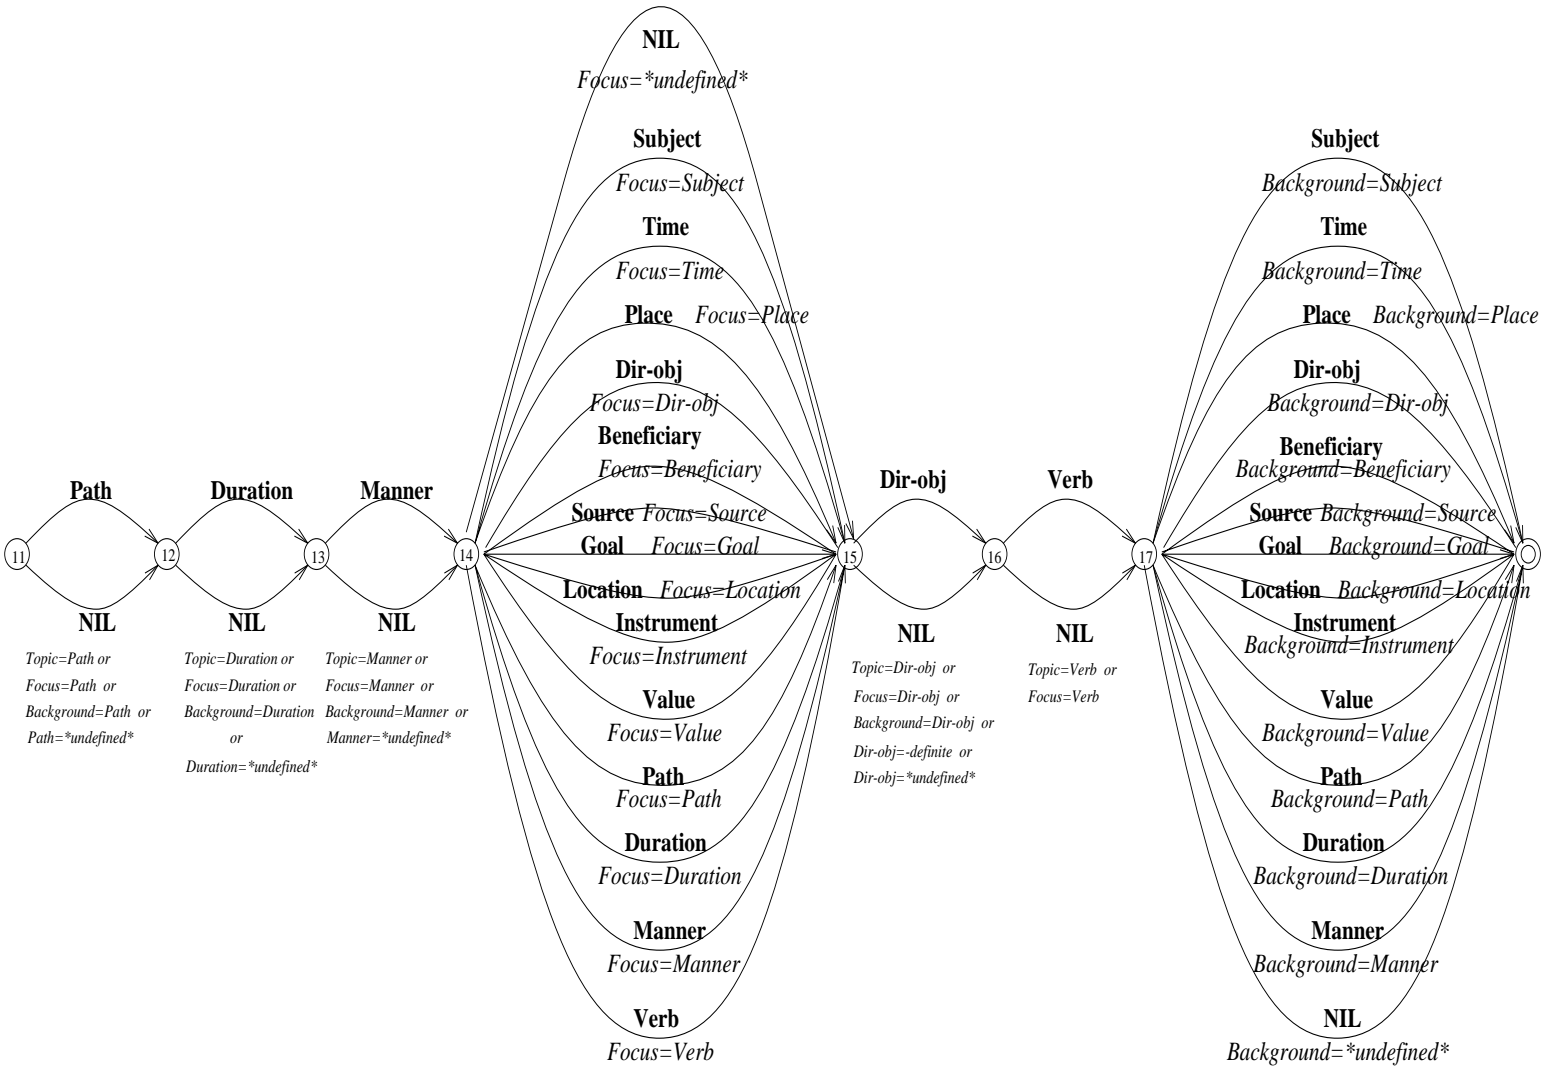 NIL
Focus=*undefined*
Subject
Focus=Subject
Time
Focus=Time
Place Focus=Place
Dir-obj
Focus=Dir-obj
Beneficiary
Focus=Beneficiary
Source Focus=Source
Goal Focus=Goal
Location Focus=Location
Instrument
Focus=Instrument
Value
Focus=Value
Path
Focus=Path
Duration
Focus=Duration
Manner
Focus=Manner
Verb
Focus=Verb
Path
11
NIL
Topic=Path or
Focus=Path or
Background=Path or
Path=*undefined*
Duration
12
NIL
Topic=Duration or
Focus=Duration or
Background=Duration
or
Duration=*undefined*
Manner
13
NIL
Topic=Manner or
Focus=Manner or
Background=Manner or
Manner=*undefined*
14
15
Dir-obj
NIL
Topic=Dir-obj or
Focus=Dir-obj or
Background=Dir-obj or
Dir-obj=-definite or
Dir-obj=*undefined*
16
Verb
NIL
Topic=Verb or
Focus=Verb
17
Subject
Background=Subject
Time
Background=Time
Place Background=Place
Dir-obj
Background=Dir-obj
Beneficiary
Background=Beneficiary
Source Background=Source
Goal Background=Goal
Location Background=Location
Instrument
Background=Instrument
Value
Background=Value
Path
Background=Path
Duration
Background=Duration
Manner
Background=Manner
NIL
Background=*undefined*